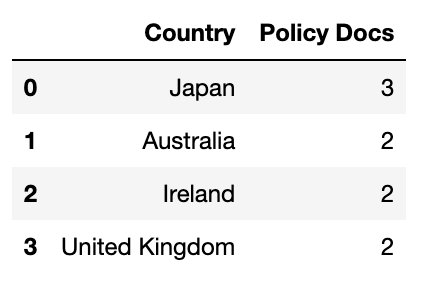 Country Policy Docs
0 Japan 3
1 Australia 2
2 Ireland 2
3 United Kingdom 2